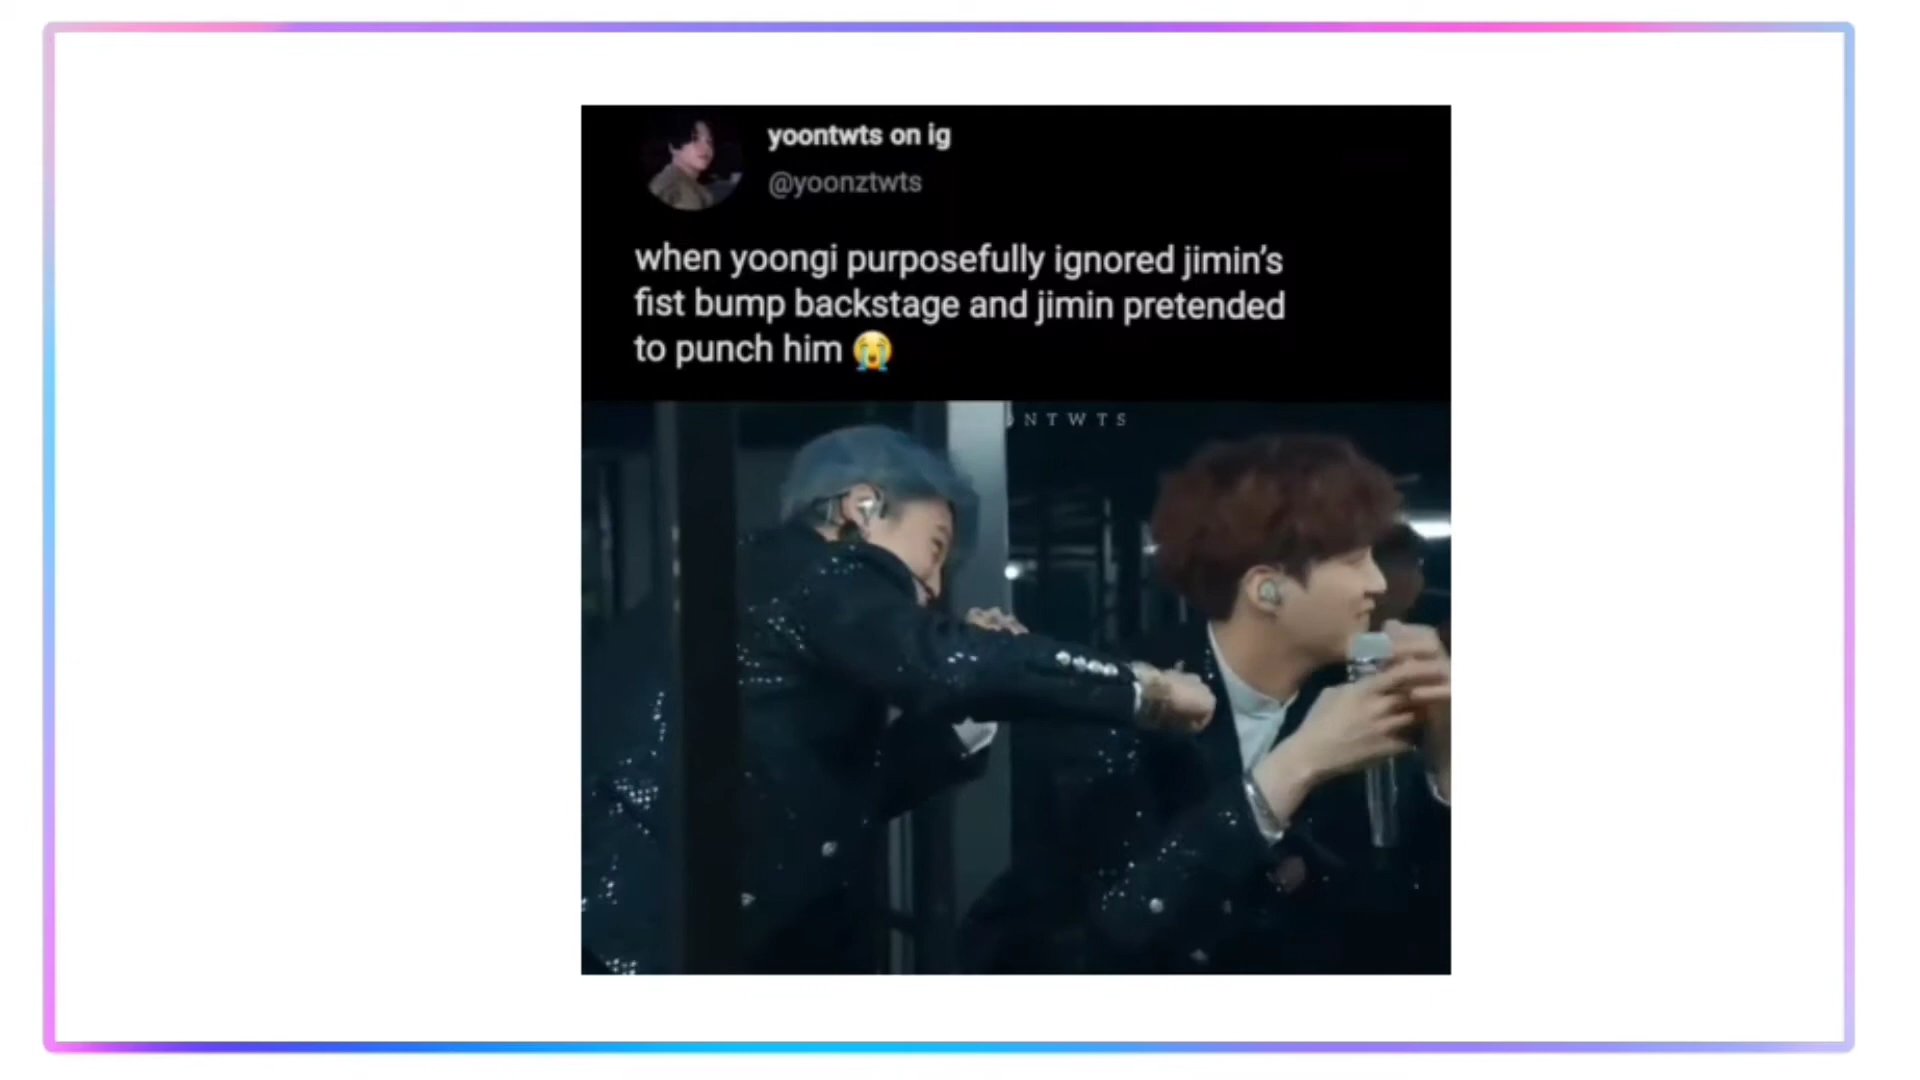 yoontwts on ig
@yoonztwts
when yoongi purposefully ignored jimin’s
fist bump backstage and jimin pretended
to punch him 😭
NTWTS